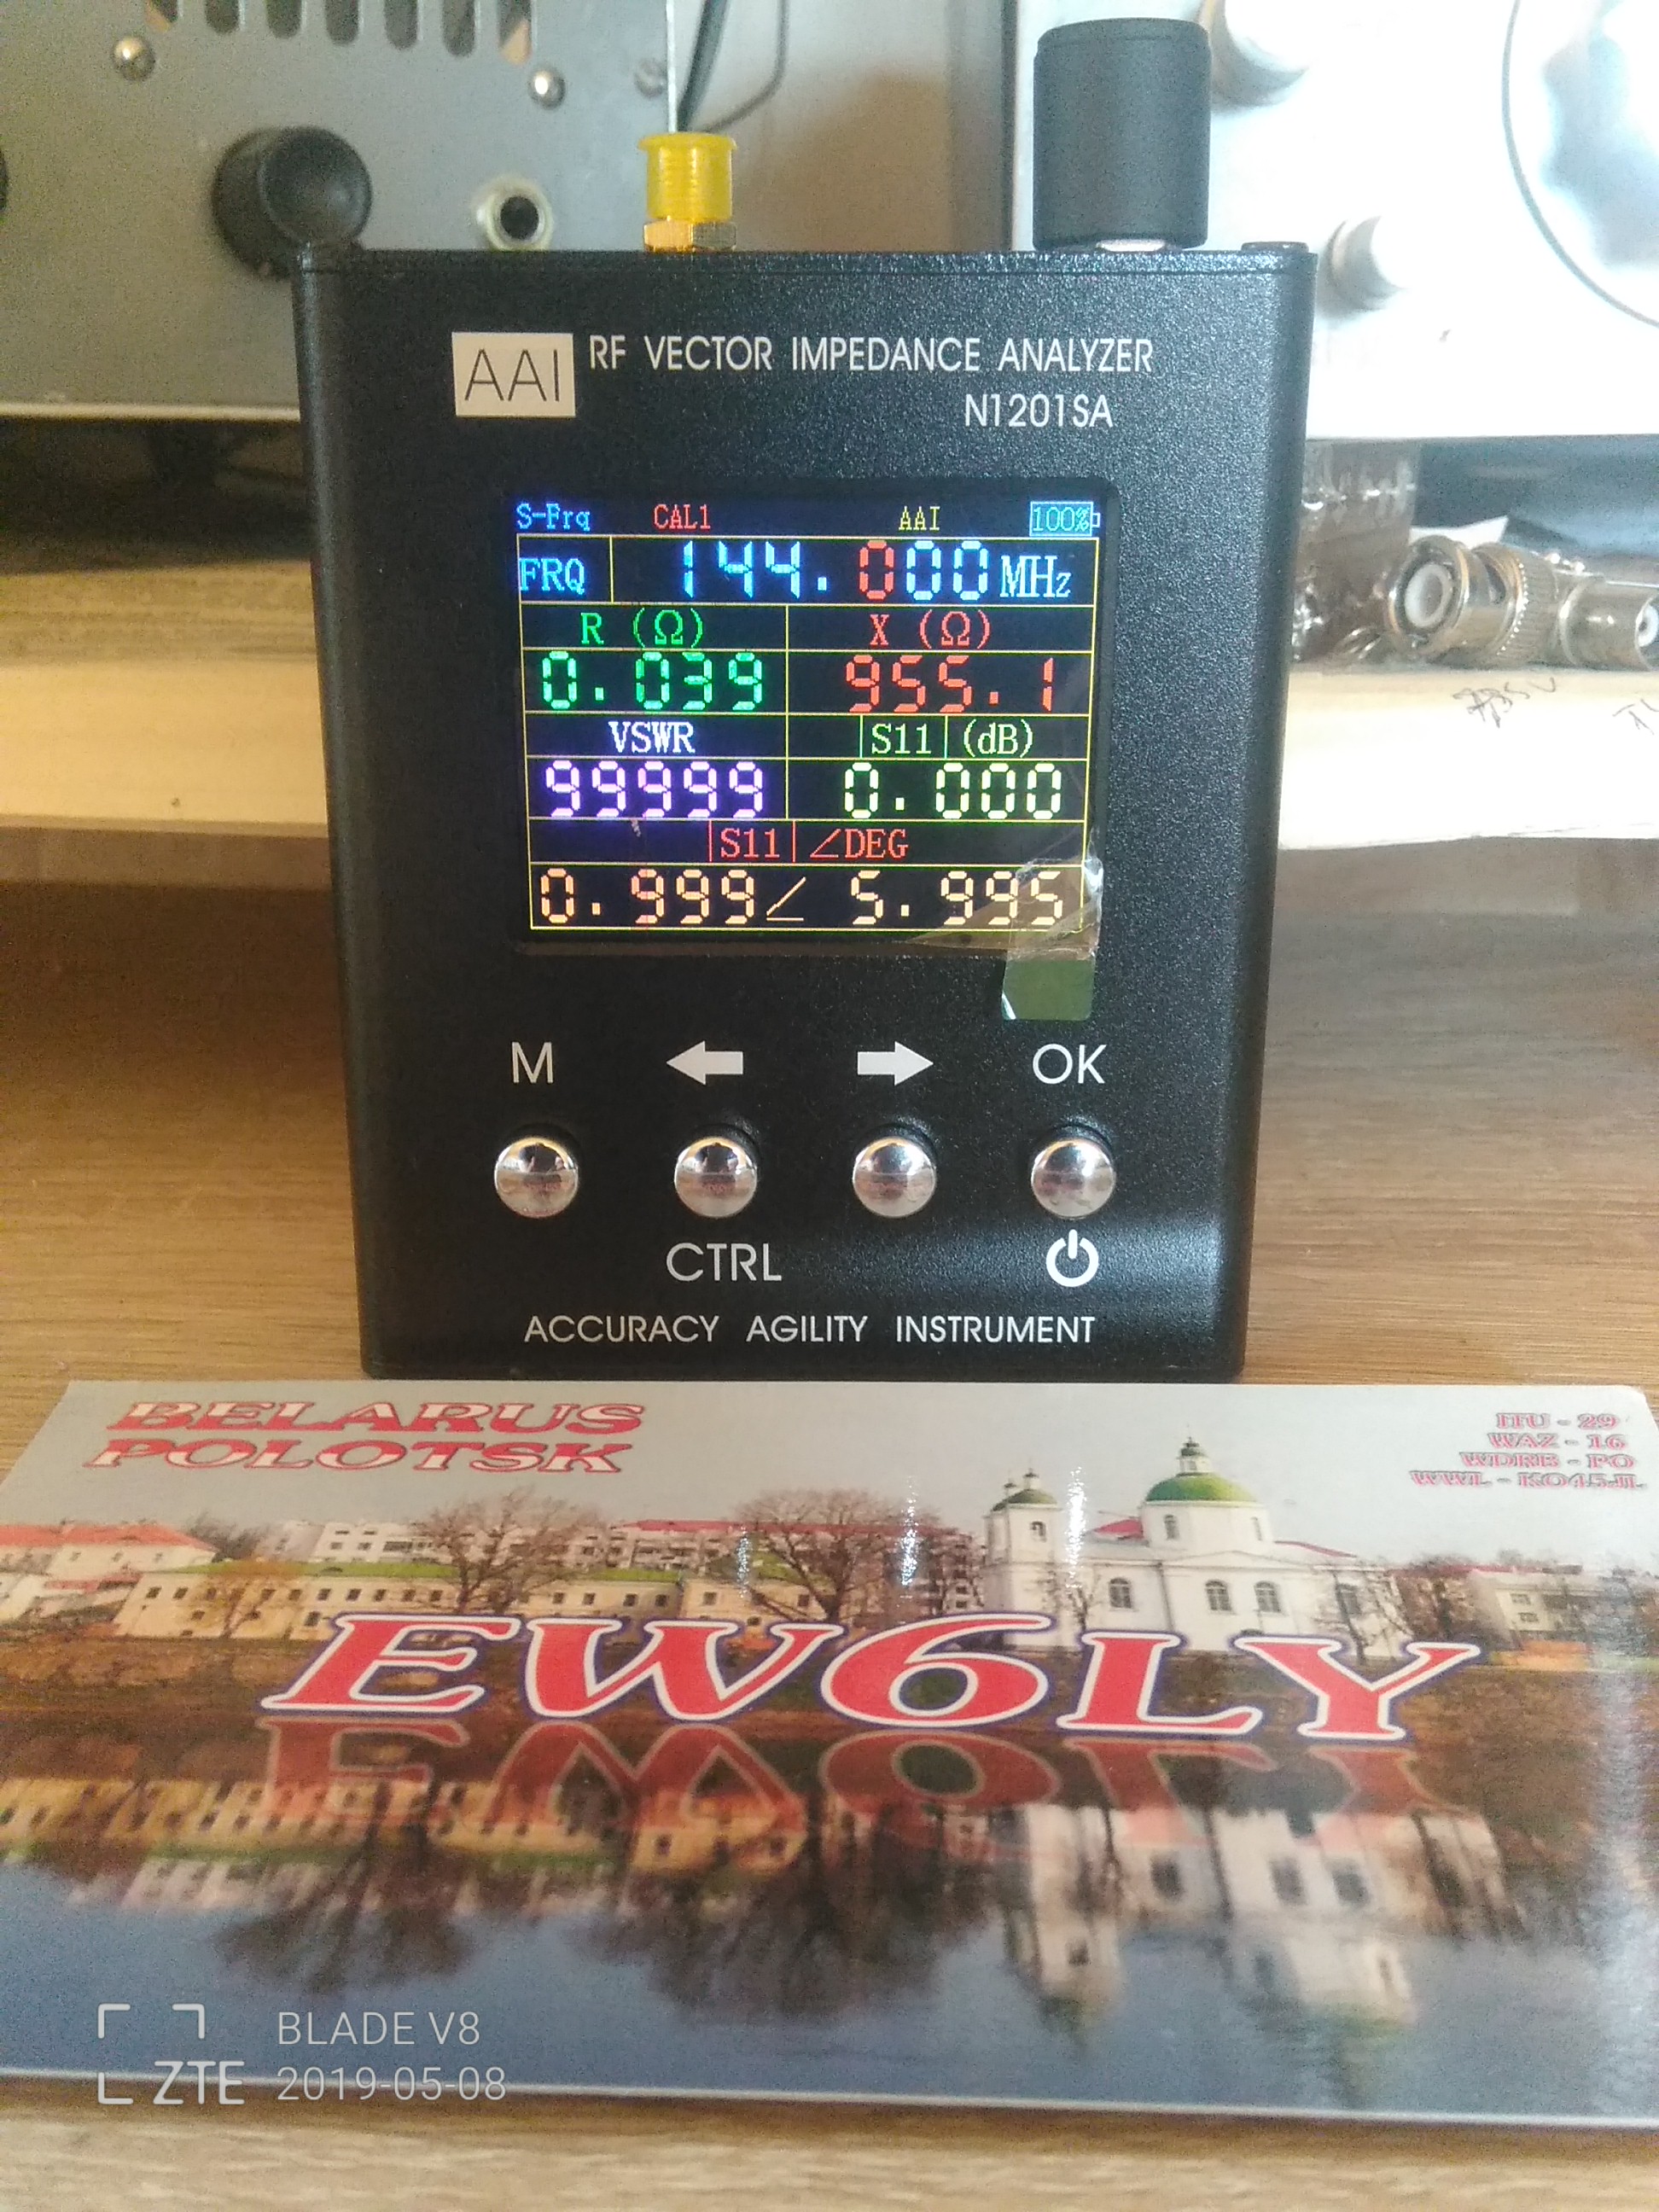 AAI RF VECTOR IMPEDANCE ANALYZER
N1201SA
S-Frq CAL1 AAI 100%
FRQ 144.000 MHz
R (Ω) X (Ω)
0.039 955.1
VSWR |S11| (dB)
99999 0.000
|S11| ∠DEG
0.999∠ 5.995
M OK
CTRL
ACCURACY AGILITY INSTRUMENT
BELARUS
POLOTSK
ITU - 29
WAZ - 16
WDRB - PO
WWL - KO45JL
EW6LY
BLADE V8
ZTE 2019-05-08